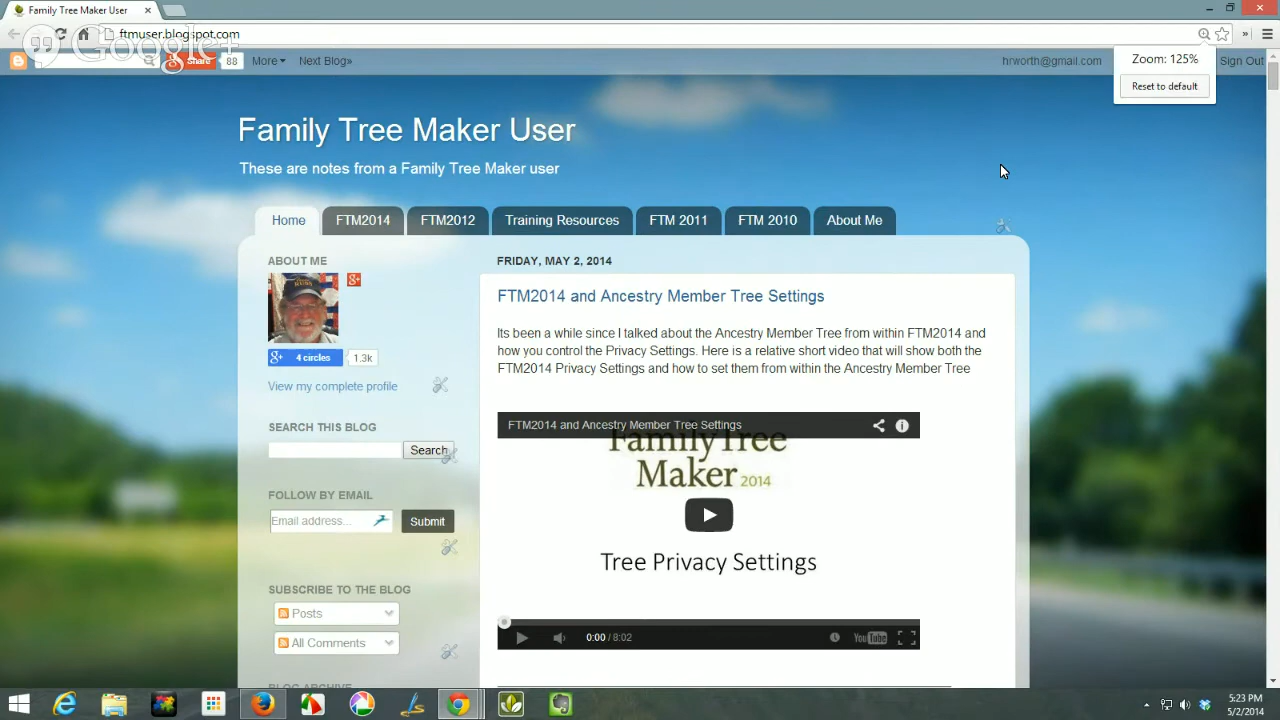 Family Tree Maker User
ftmuser.blogspot.com
Google+
Share 88 More Next Blog» hrworth@gmail.com Sign Out
Zoom: 125%
Reset to default
Family Tree Maker User
These are notes from a Family Tree Maker user
Home FTM2014 FTM2012 Training Resources FTM 2011 FTM 2010 About Me
ABOUT ME
4 circles 1.3k
View my complete profile
SEARCH THIS BLOG
Search
FOLLOW BY EMAIL
Email address... Submit
SUBSCRIBE TO THE BLOG
Posts
All Comments
FRIDAY, MAY 2, 2014
FTM2014 and Ancestry Member Tree Settings
Its been a while since I talked about the Ancestry Member Tree from within FTM2014 and
how you control the Privacy Settings. Here is a relative short video that will show both the
FTM2014 Privacy Settings and how to set them from within the Ancestry Member Tree
FTM2014 and Ancestry Member Tree Settings
FamilyTree
Maker 2014
Tree Privacy Settings
0:00 / 8:02 YouTube
5:23 PM
5/2/2014